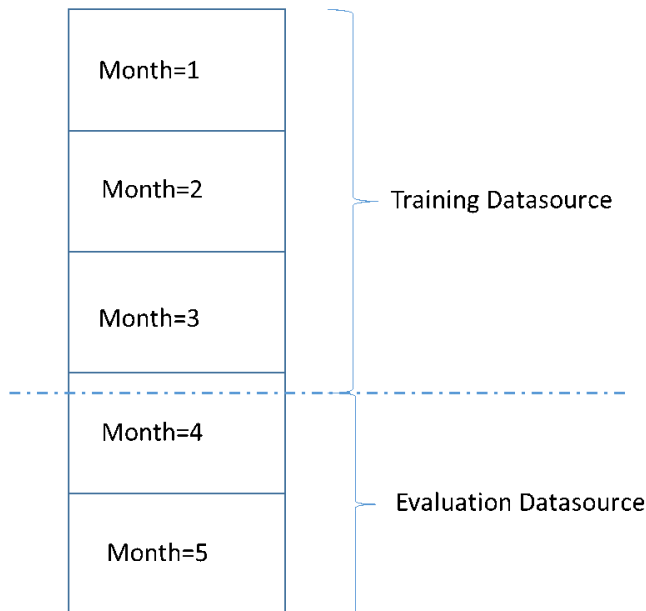 Month=1
Month=2
Training Datasource
Month=3
Month=4
Evaluation Datasource
Month=5